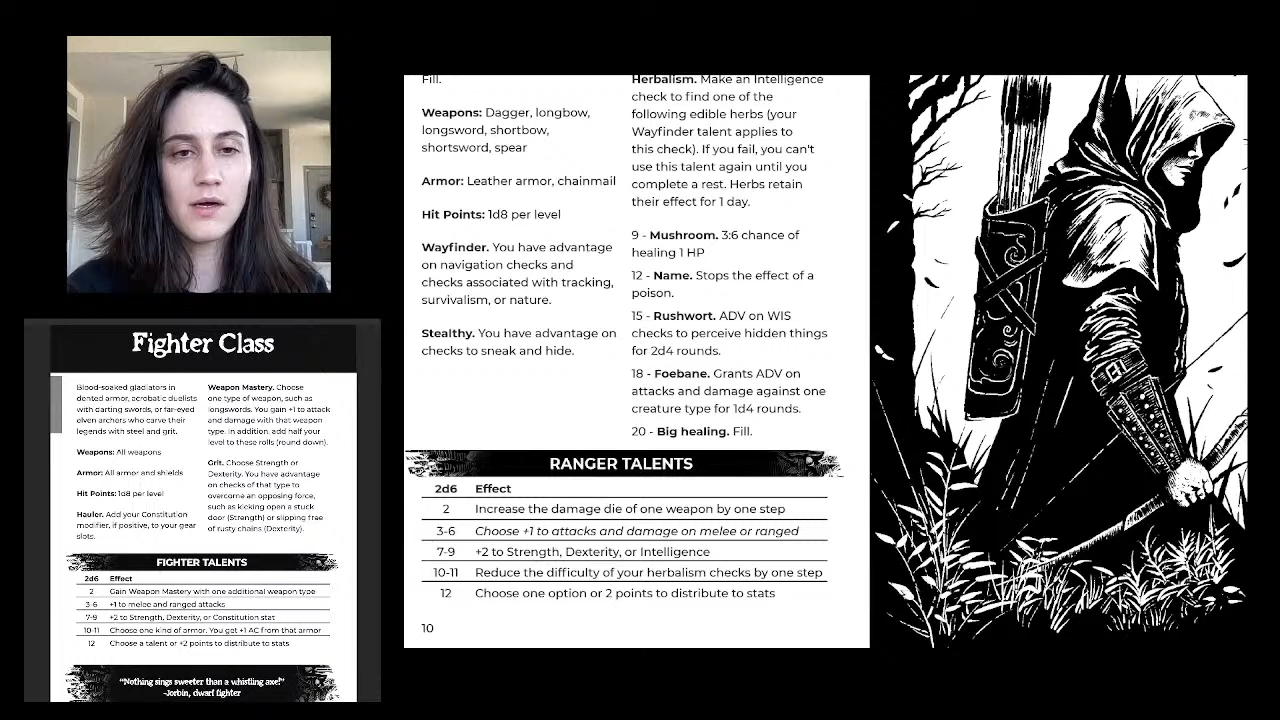 Fighter Class
Blood-soaked gladiators in
dented armor, acrobatic duelists
with darting swords, or far-eyed
elven archers who carve their
legends with steel and grit.
Weapons: All weapons
Armor: All armor and shields
Hit Points: 1d8 per level
Hauler. Add your Constitution
modifier, if positive, to your gear
slots.
Weapon Mastery. Choose
one type of weapon, such as
longswords. You gain +1 to attack
and damage with that weapon
type. In addition, add half your
level to these rolls (round down).
Grit. Choose Strength or
Dexterity. You have advantage
on checks of that type to
overcome an opposing force,
such as kicking open a stuck
door (Strength) or slipping free
of rusty chains (Dexterity).
FIGHTER TALENTS
2d6 Effect
2 Gain Weapon Mastery with one additional weapon type
3-6 +1 to melee and ranged attacks
7-9 +2 to Strength, Dexterity, or Constitution stat
10-11 Choose one kind of armor. You get +1 AC from that armor
12 Choose a talent or +2 points to distribute to stats
"Nothing sings sweeter than a whistling axe!"
-Jorbin, dwarf fighter
Fill.
Weapons: Dagger, longbow,
longsword, shortbow,
shortsword, spear
Armor: Leather armor, chainmail
Hit Points: 1d8 per level
Wayfinder. You have advantage
on navigation checks and
checks associated with tracking,
survivalism, or nature.
Stealthy. You have advantage on
checks to sneak and hide.
Herbalism. Make an Intelligence
check to find one of the
following edible herbs (your
Wayfinder talent applies to
this check). If you fail, you can't
use this talent again until you
complete a rest. Herbs retain
their effect for 1 day.
9 - Mushroom. 3:6 chance of
healing 1 HP
12 - Name. Stops the effect of a
poison.
15 - Rushwort. ADV on WIS
checks to perceive hidden things
for 2d4 rounds.
18 - Foebane. Grants ADV on
attacks and damage against one
creature type for 1d4 rounds.
20 - Big healing. Fill.
RANGER TALENTS
2d6 Effect
2 Increase the damage die of one weapon by one step
3-6 Choose +1 to attacks and damage on melee or ranged
7-9 +2 to Strength, Dexterity, or Intelligence
10-11 Reduce the difficulty of your herbalism checks by one step
12 Choose one option or 2 points to distribute to stats
10